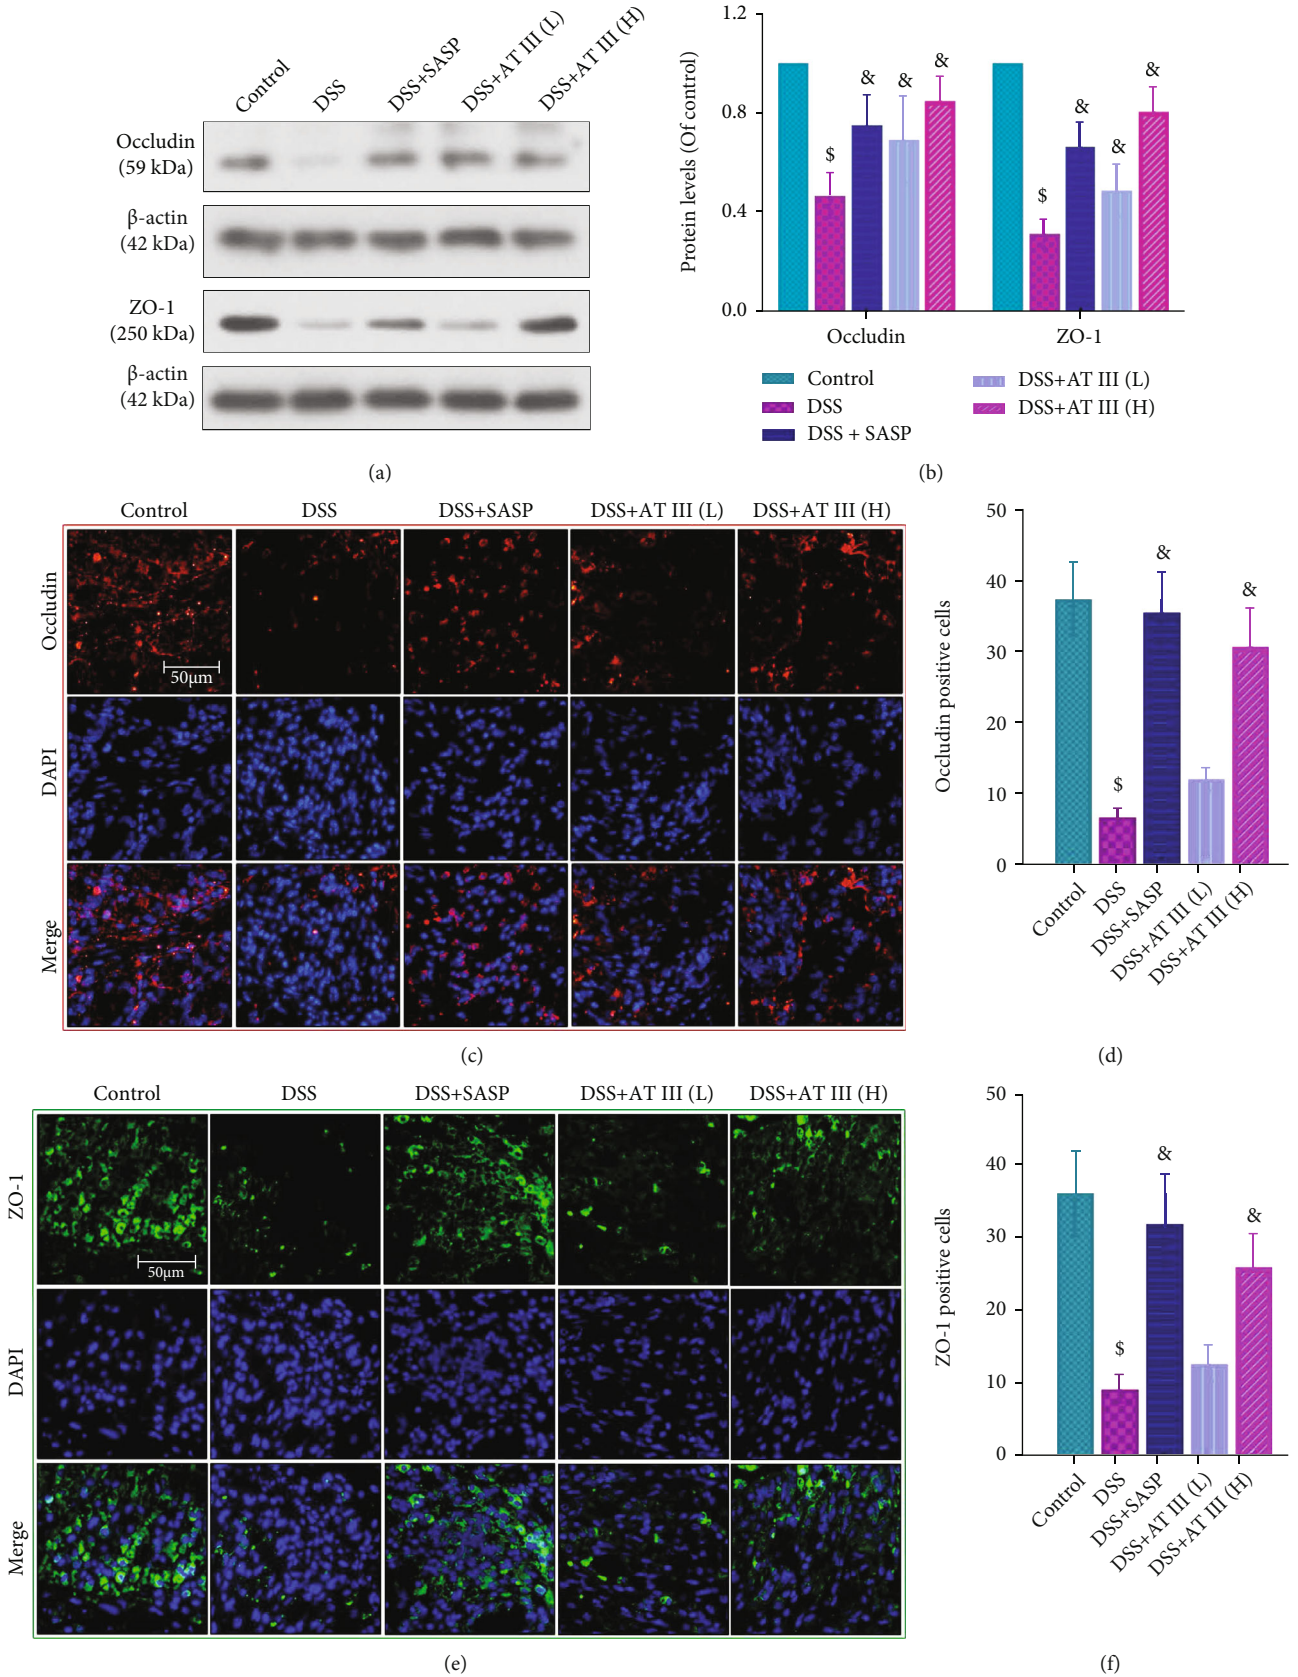 Control
DSS
DSS+SASP
DSS+AT III (L)
DSS+AT III (H)
Occludin
(59 kDa)
β-actin
(42 kDa)
ZO-1
(250 kDa)
β-actin
(42 kDa)
(a)
Protein levels (Of control)
1.2
0.8
0.4
0.0
$
&
&
&
$
&
&
&
Occludin
ZO-1
Control
DSS
DSS + SASP
DSS+AT III (L)
DSS+AT III (H)
(b)
Control
DSS
DSS+SASP
DSS+AT III (L)
DSS+AT III (H)
Occludin
50μm
DAPI
Merge
(c)
Occludin positive cells
50
40
30
20
10
0
$
&
&
Control
DSS
DSS+SASP
DSS+AT III (L)
DSS+AT III (H)
(d)
Control
DSS
DSS+SASP
DSS+AT III (L)
DSS+AT III (H)
ZO-1
50μm
DAPI
Merge
(e)
ZO-1 positive cells
50
40
30
20
10
0
$
&
&
Control
DSS
DSS+SASP
DSS+AT III (L)
DSS+AT III (H)
(f)